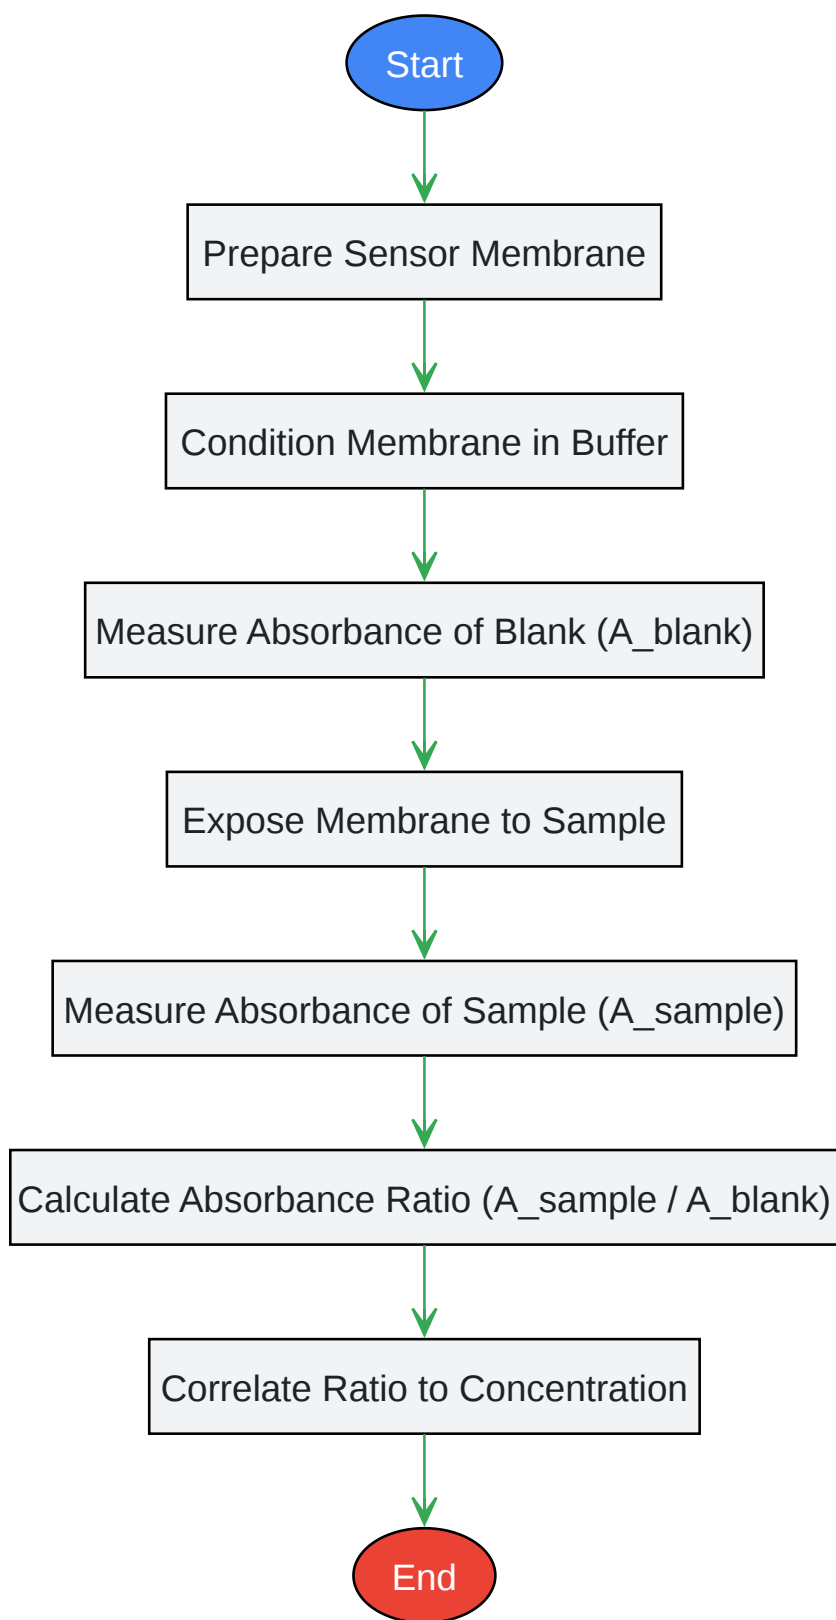 Start
Prepare Sensor Membrane
Condition Membrane in Buffer
Measure Absorbance of Blank (A_blank)
Expose Membrane to Sample
Measure Absorbance of Sample (A_sample)
Calculate Absorbance Ratio (A_sample / A_blank)
Correlate Ratio to Concentration
End